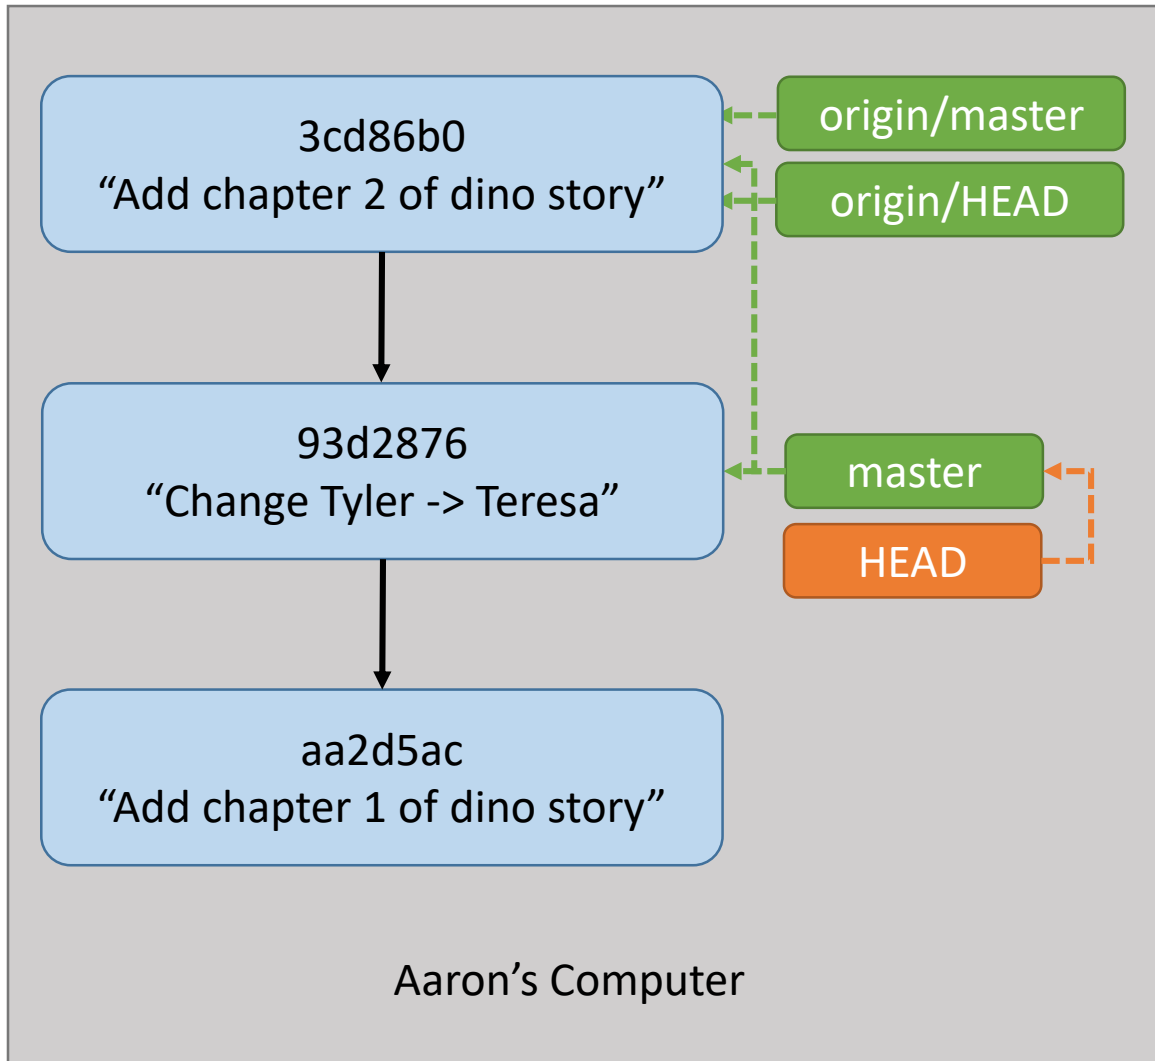 3cd86b0
“Add chapter 2 of dino story”
origin/master
origin/HEAD
93d2876
“Change Tyler -> Teresa”
master
HEAD
aa2d5ac
“Add chapter 1 of dino story”
Aaron’s Computer